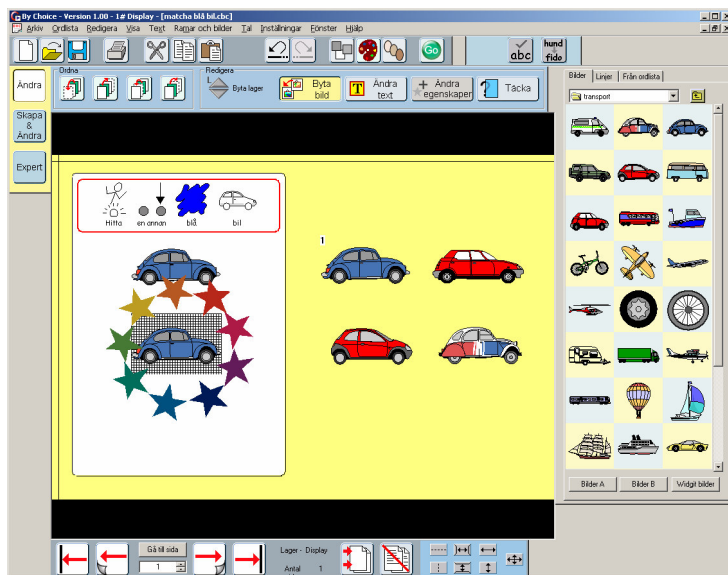 By Choice - Version 1.00 - 1# Display - [matcha blå bil.cbc]
Arkiv Ordlista Redigera Visa Text Ramar och bilder Tal Inställningar Fönster Hjälp
Go
abc
hund
fido
Ändra
Skapa
&
Ändra
Expert
Ordna
Redigera
Byta lager
Byta
bild
T
Ändra
text
Ändra
egenskaper
Täcka
Hitta en annan blå bil
1
Bilder Linjer Från ordlista
transport
Bilder A Bilder B Widgit bilder
Gå till sida
1
Lager - Display
Antal 1